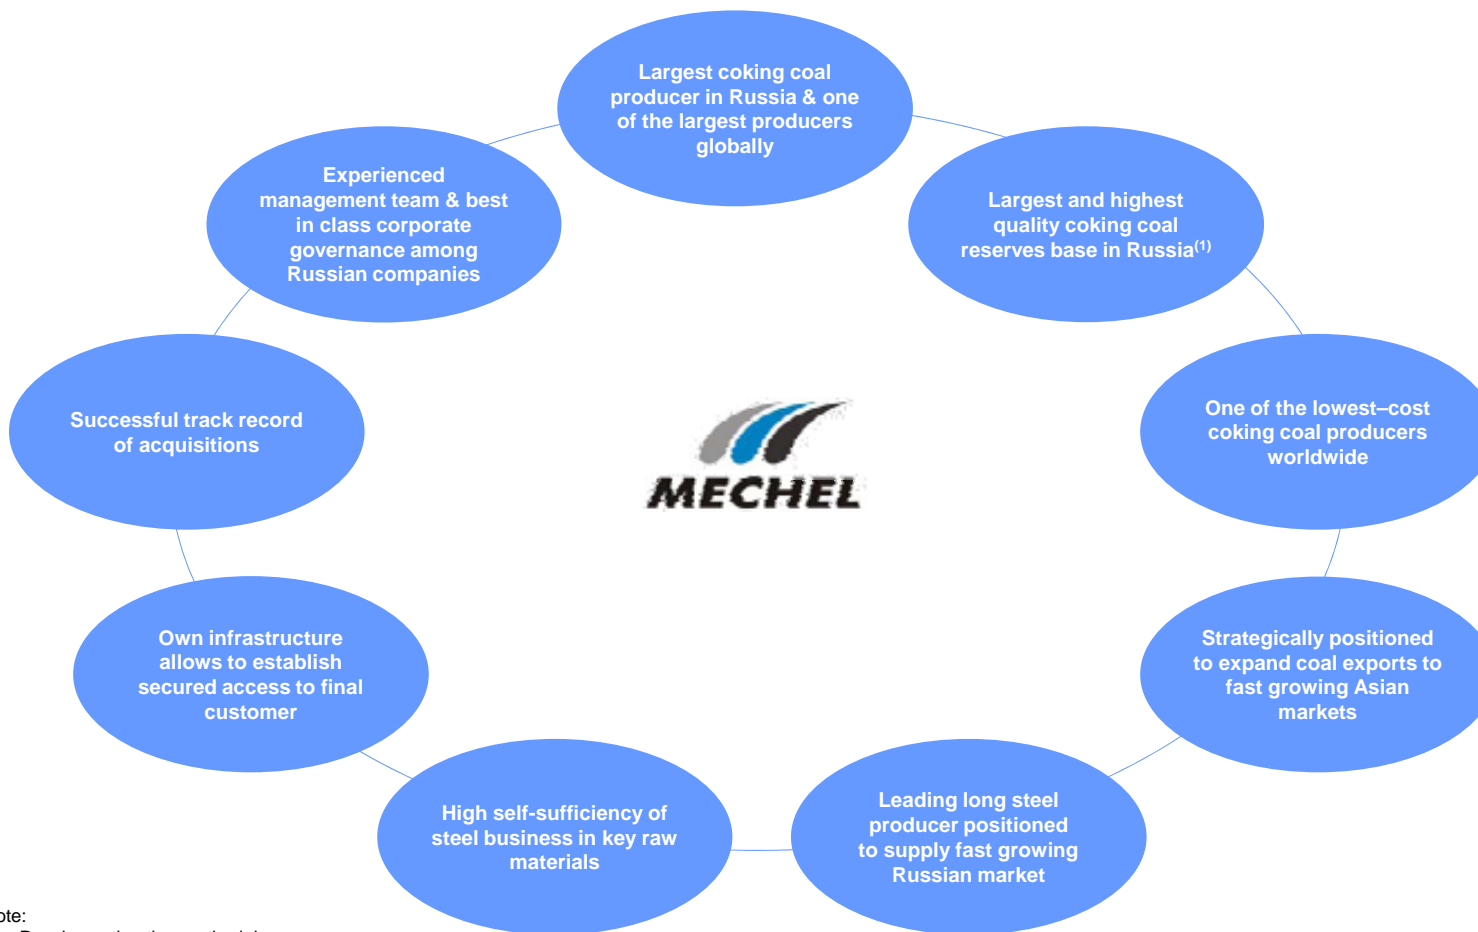 Largest coking coal
producer in Russia & one
of the largest producers
globally
Largest and highest
quality coking coal
reserves base in Russia(1)
One of the lowest–cost
coking coal producers
worldwide
Strategically positioned
to expand coal exports to
fast growing Asian
markets
Leading long steel
producer positioned
to supply fast growing
Russian market
High self-sufficiency of
steel business in key raw
materials
Own infrastructure
allows to establish
secured access to final
customer
Successful track record
of acquisitions
Experienced
management team & best
in class corporate
governance among
Russian companies
MECHEL
ote: